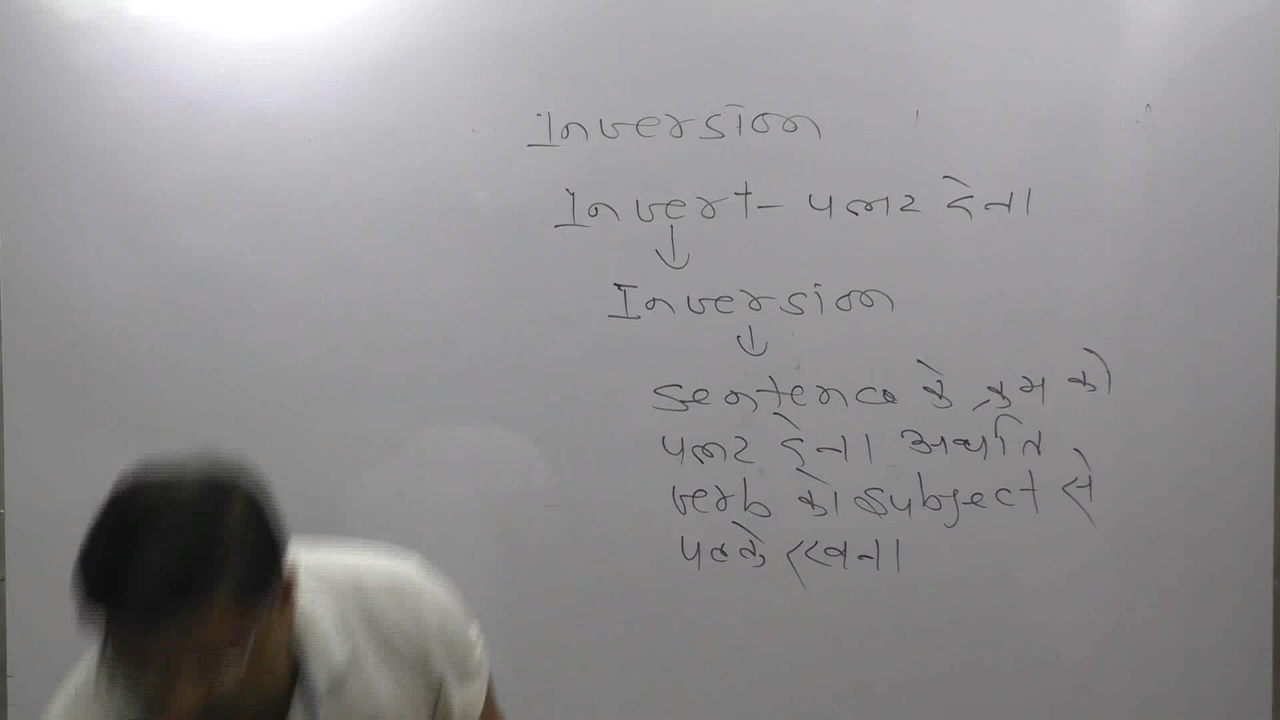 Inversion
Invert - पलट देना
Inversion
Sentence के क्रम को
पलट देना अर्थात
verb को subject से
पहले रखना